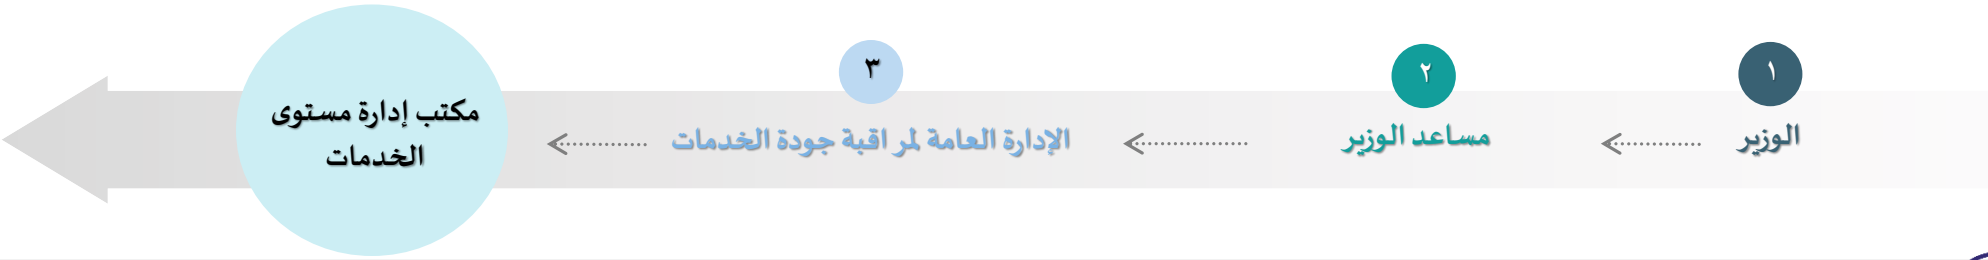 ١
الوزير
٢
مساعد الوزير
٣
الإدارة العامة لمراقبة جودة الخدمات
مكتب إدارة مستوى
الخدمات